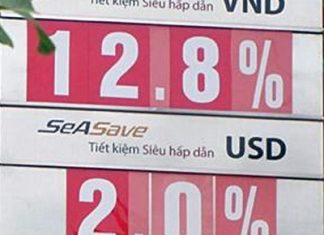 Tiết kiệm Siêu hấp dẫn VND
12.8%
SeASave
Tiết kiệm Siêu hấp dẫn USD
2.0%